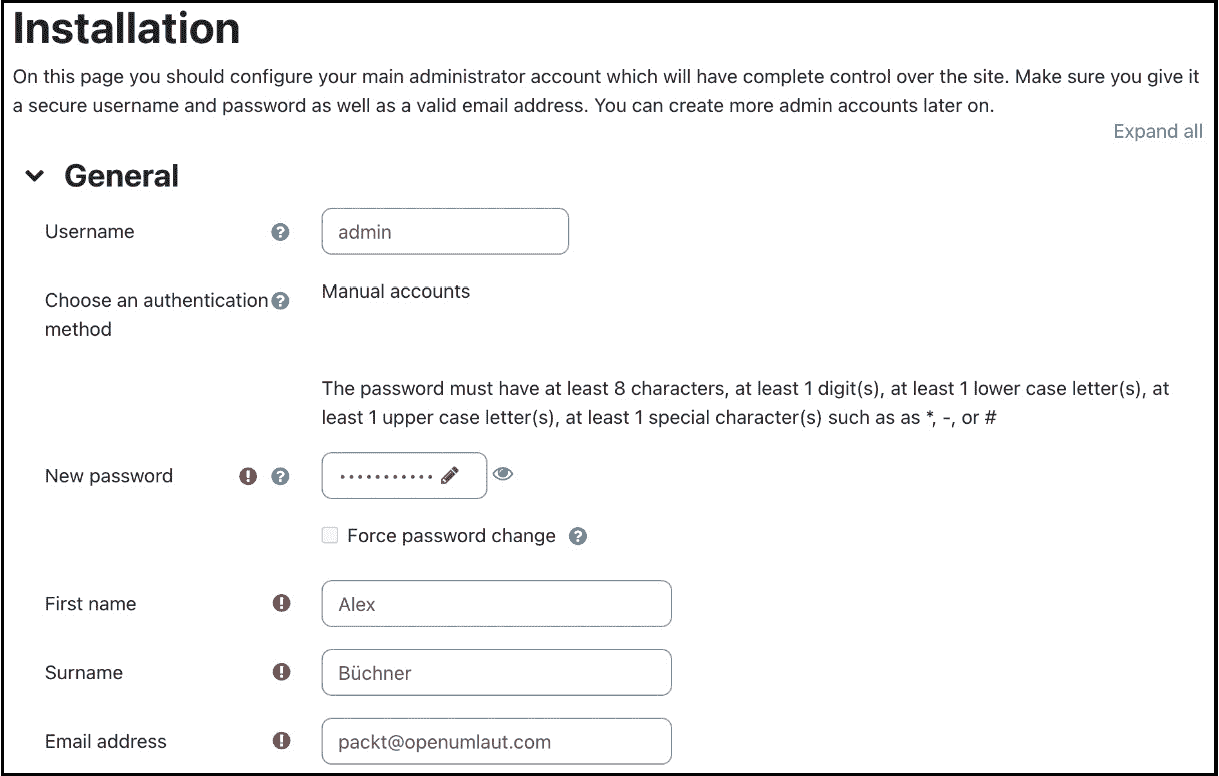 Installation
On this page you should configure your main administrator account which will have complete control over the site. Make sure you give it
a secure username and password as well as a valid email address. You can create more admin accounts later on.
Expand all
General
Username
admin
Choose an authentication
method
Manual accounts
The password must have at least 8 characters, at least 1 digit(s), at least 1 lower case letter(s), at
least 1 upper case letter(s), at least 1 special character(s) such as as *, -, or #
New password
Force password change
First name
Alex
Surname
Büchner
Email address
packt@openumlaut.com